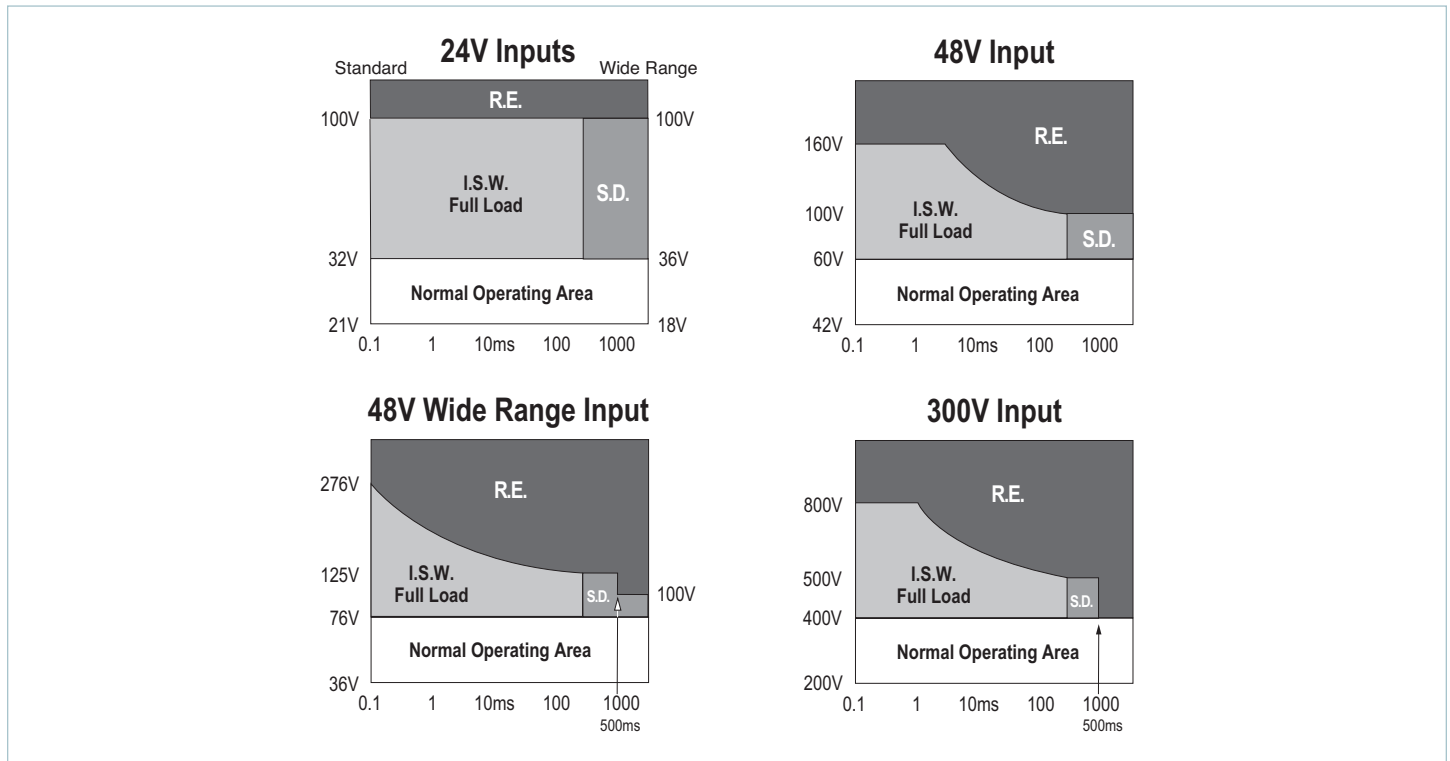 24V Inputs
Standard
Wide Range
R.E.
100V
100V
I.S.W.
Full Load
S.D.
32V
36V
Normal Operating Area
21V
18V
0.1 1 10ms 100 1000
48V Input
160V
R.E.
100V
I.S.W.
Full Load
S.D.
60V
Normal Operating Area
42V
0.1 1 10ms 100 1000
48V Wide Range Input
276V
R.E.
125V
I.S.W.
Full Load
S.D.
100V
76V
Normal Operating Area
36V
0.1 1 10ms 100 1000
500ms
300V Input
800V
R.E.
500V
I.S.W.
Full Load
S.D.
400V
Normal Operating Area
200V
0.1 1 10ms 100 1000
500ms